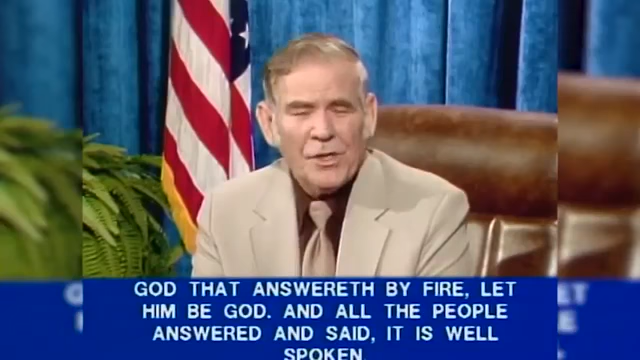 GOD THAT ANSWERETH BY FIRE, LET
HIM BE GOD. AND ALL THE PEOPLE
ANSWERED AND SAID, IT IS WELL
SPOKEN.